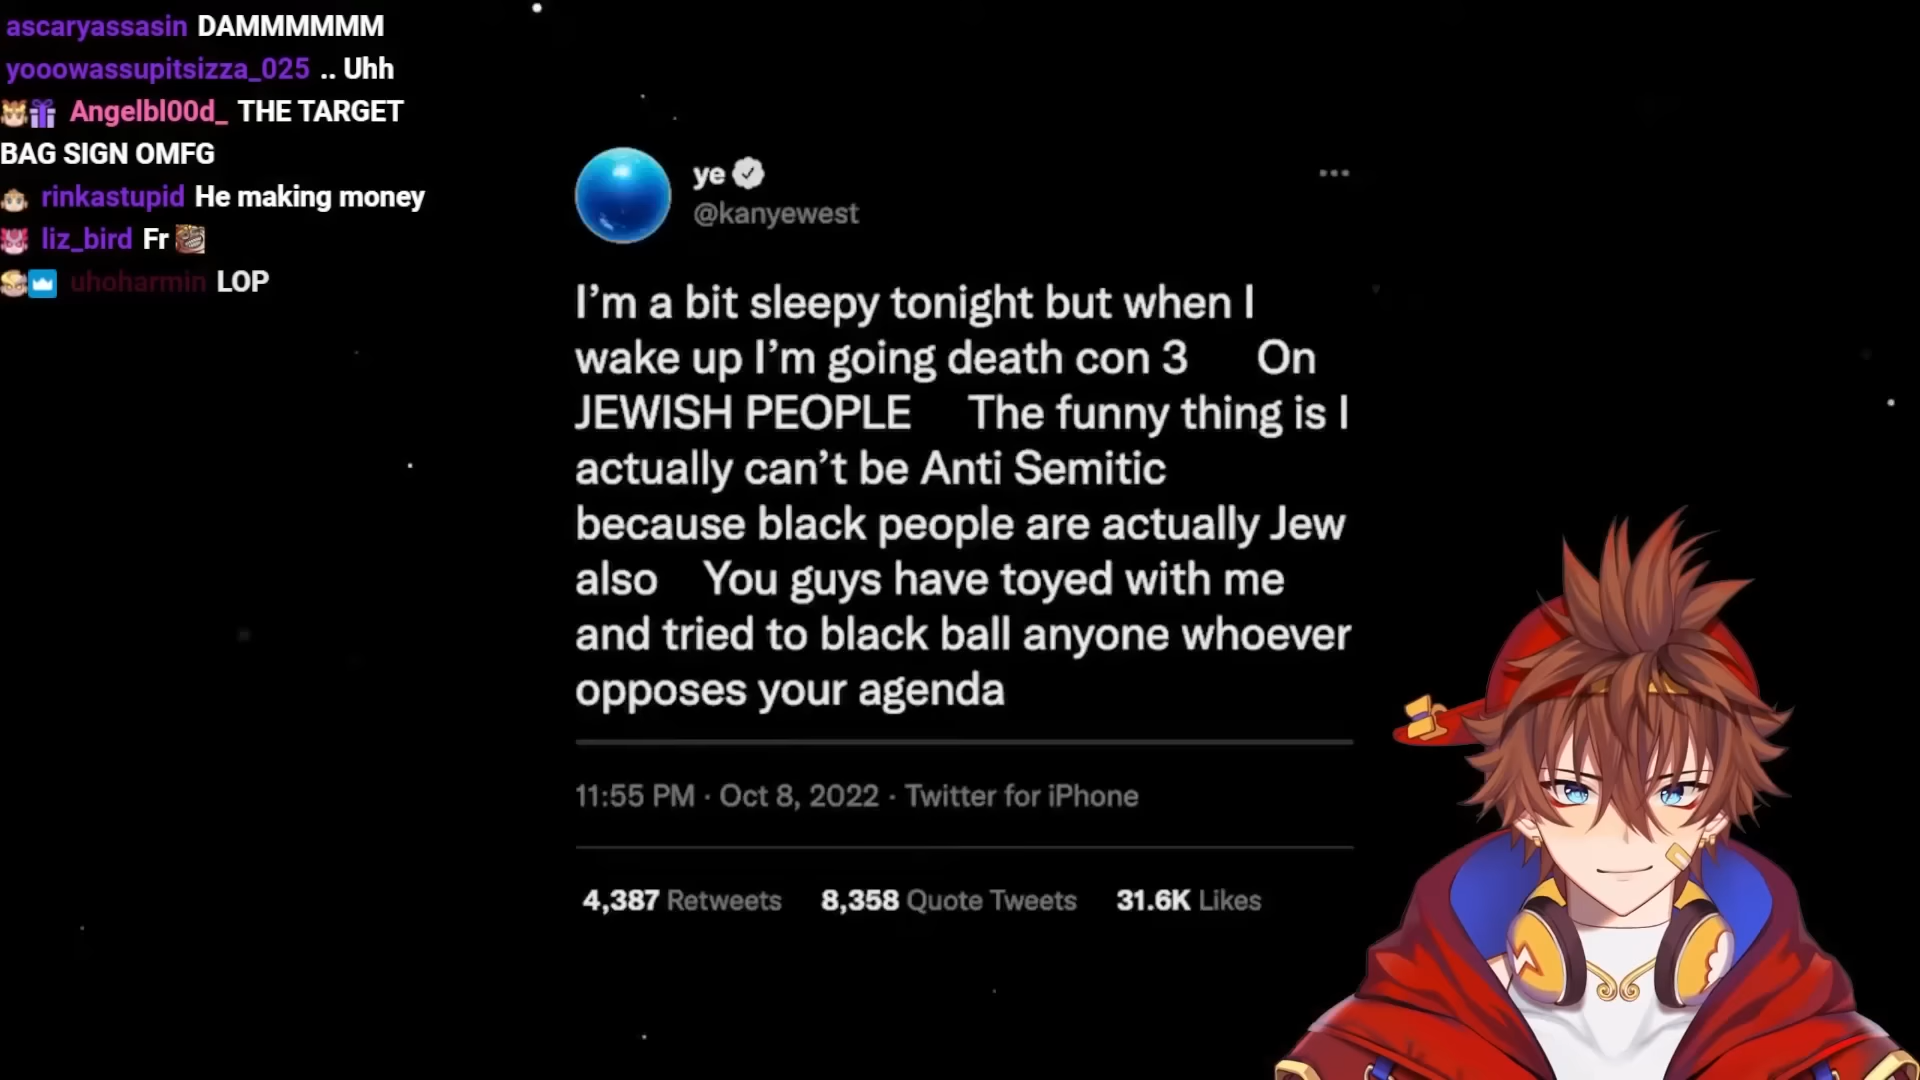 ascaryassasin DAMMMMMM
yooowassupitsizza_025 .. Uhh
Angelbl00d_ THE TARGET
BAG SIGN OMFG
rinkastupid He making money
liz_bird Fr
uhoharmin LOP
ye
@kanyewest
I’m a bit sleepy tonight but when I
wake up I’m going death con 3 On
JEWISH PEOPLE The funny thing is I
actually can’t be Anti Semitic
because black people are actually Jew
also You guys have toyed with me
and tried to black ball anyone whoever
opposes your agenda
11:55 PM · Oct 8, 2022 · Twitter for iPhone
4,387 Retweets 8,358 Quote Tweets 31.6K Likes